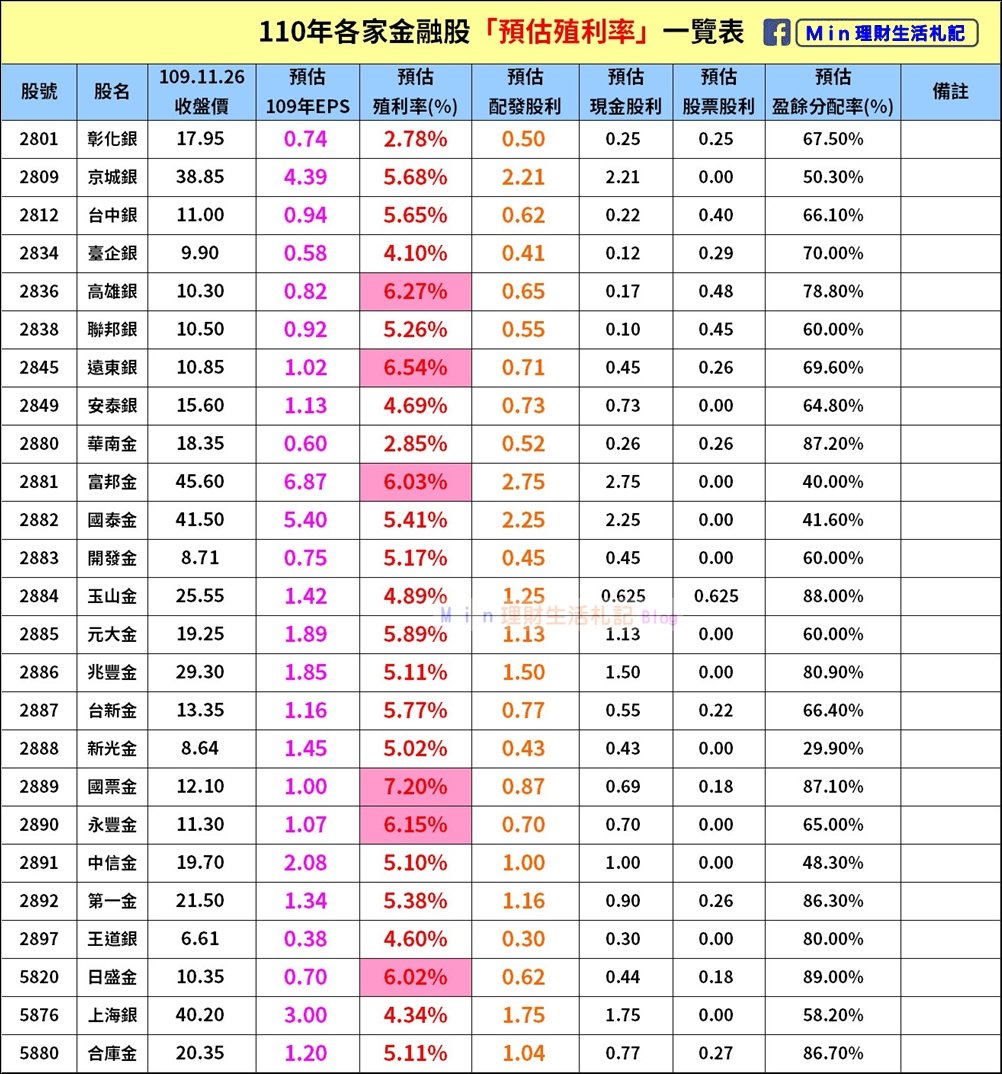 110年各家金融股「預估殖利率」一覽表 Min理財生活札記
股號 股名 109.11.26 收盤價 預估 109年EPS 預估 殖利率(%) 預估 配發股利 預估 現金股利 預估 股票股利 預估 盈餘分配率(%) 備註
2801 彰化銀 17.95 0.74 2.78% 0.50 0.25 0.25 67.50%
2809 京城銀 38.85 4.39 5.68% 2.21 2.21 0.00 50.30%
2812 台中銀 11.00 0.94 5.65% 0.62 0.22 0.40 66.10%
2834 臺企銀 9.90 0.58 4.10% 0.41 0.12 0.29 70.00%
2836 高雄銀 10.30 0.82 6.27% 0.65 0.17 0.48 78.80%
2838 聯邦銀 10.50 0.92 5.26% 0.55 0.10 0.45 60.00%
2845 遠東銀 10.85 1.02 6.54% 0.71 0.45 0.26 69.60%
2849 安泰銀 15.60 1.13 4.69% 0.73 0.73 0.00 64.80%
2880 華南金 18.35 0.60 2.85% 0.52 0.26 0.26 87.20%
2881 富邦金 45.60 6.87 6.03% 2.75 2.75 0.00 40.00%
2882 國泰金 41.50 5.40 5.41% 2.25 2.25 0.00 41.60%
2883 開發金 8.71 0.75 5.17% 0.45 0.45 0.00 60.00%
2884 玉山金 25.55 1.42 4.89% 1.25 0.625 0.625 88.00%
Min理財生活札記 Blog
2885 元大金 19.25 1.89 5.89% 1.13 1.13 0.00 60.00%
2886 兆豐金 29.30 1.85 5.11% 1.50 1.50 0.00 80.90%
2887 台新金 13.35 1.16 5.77% 0.77 0.55 0.22 66.40%
2888 新光金 8.64 1.45 5.02% 0.43 0.43 0.00 29.90%
2889 國票金 12.10 1.00 7.20% 0.87 0.69 0.18 87.10%
2890 永豐金 11.30 1.07 6.15% 0.70 0.70 0.00 65.00%
2891 中信金 19.70 2.08 5.10% 1.00 1.00 0.00 48.30%
2892 第一金 21.50 1.34 5.38% 1.16 0.90 0.26 86.30%
2897 王道銀 6.61 0.38 4.60% 0.30 0.30 0.00 80.00%
5820 日盛金 10.35 0.70 6.02% 0.62 0.44 0.18 89.00%
5876 上海銀 40.20 3.00 4.34% 1.75 1.75 0.00 58.20%
5880 合庫金 20.35 1.20 5.11% 1.04 0.77 0.27 86.70%